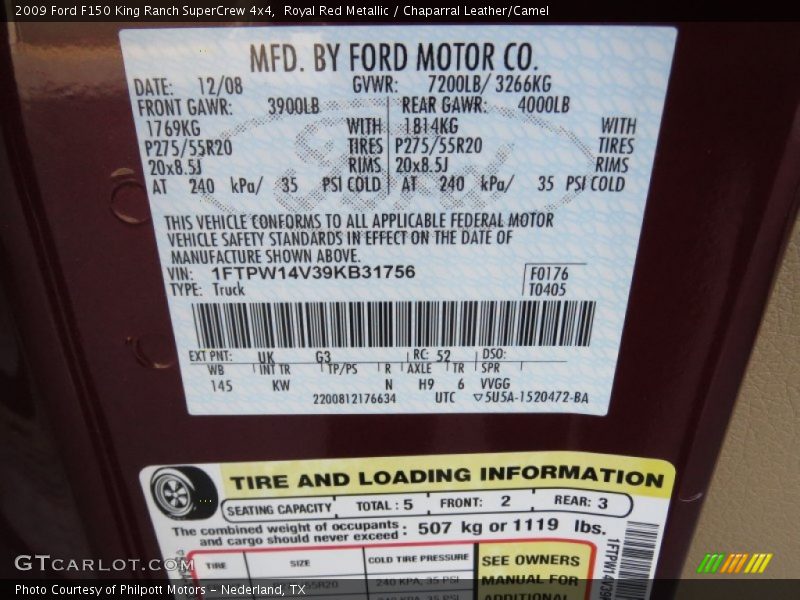 2009 Ford F150 King Ranch SuperCrew 4x4, Royal Red Metallic / Chaparral Leather/Camel
MFD. BY FORD MOTOR CO.
DATE: 12/08 GVWR: 7200LB/ 3266KG
FRONT GAWR: 3900LB REAR GAWR: 4000LB
1769KG WITH 1814KG WITH
P275/55R20 TIRES P275/55R20 TIRES
20x8.5J RIMS 20x8.5J RIMS
AT 240 kPa/ 35 PSI COLD AT 240 kPa/ 35 PSI COLD
THIS VEHICLE CONFORMS TO ALL APPLICABLE FEDERAL MOTOR
VEHICLE SAFETY STANDARDS IN EFFECT ON THE DATE OF
MANUFACTURE SHOWN ABOVE.
VIN: 1FTPW14V39KB31756 F0176
TYPE: Truck T0405
EXT PNT: UK G3 RC: 52 DSO:
WB INT TR TP/PS R AXLE TR SPR
145 KW N H9 6 VVGG
2200812176634 UTC ▽5U5A-1520472-BA
TIRE AND LOADING INFORMATION
SEATING CAPACITY TOTAL : 5 FRONT: 2 REAR: 3
The combined weight of occupants
and cargo should never exceed : 507 kg or 1119 lbs.
TIRE SIZE COLD TIRE PRESSURE SEE OWNERS
240 KPA, 35 PSI MANUAL FOR
ADDITIONAL
GTCARLOT.COM
Photo Courtesy of Philpott Motors - Nederland, TX